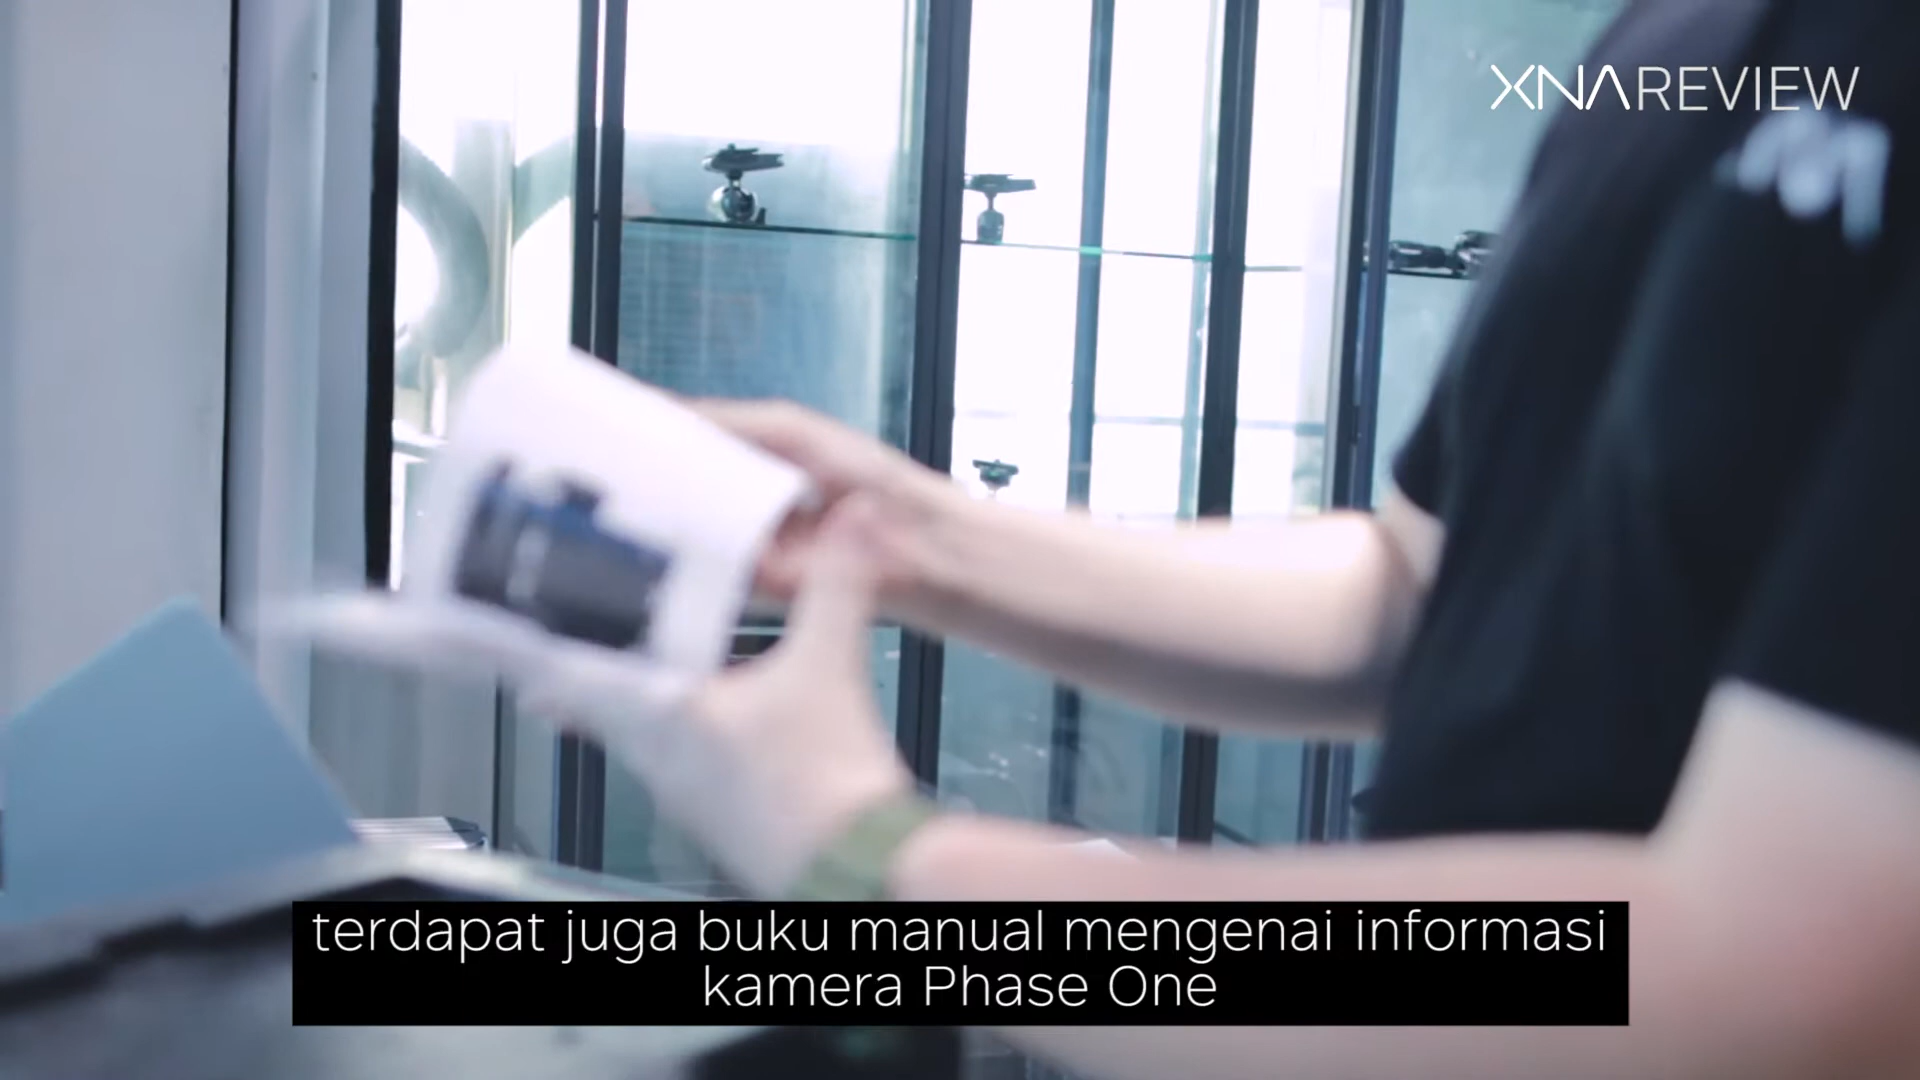 XNAREVIEW
terdapat juga buku manual mengenai informasi
kamera Phase One